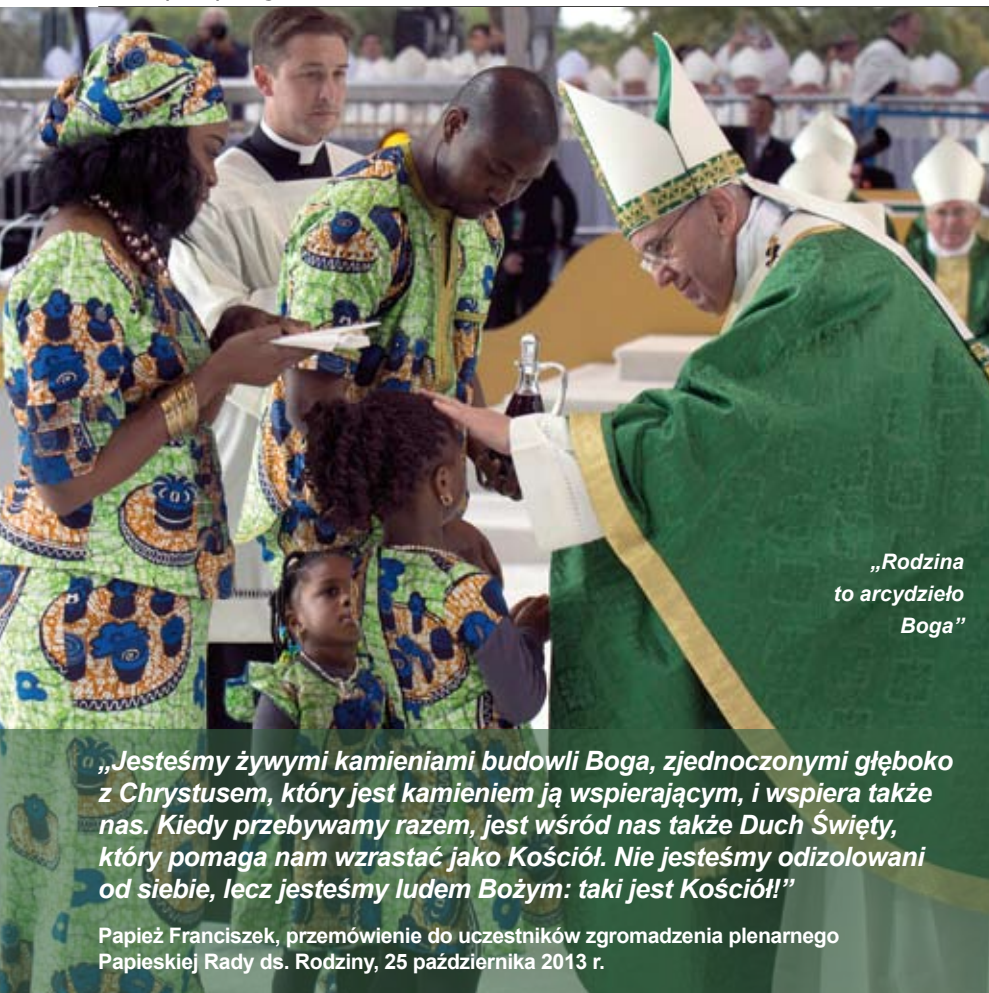 „Rodzina
to arcydzieło
Boga”
„Jesteśmy żywymi kamieniami budowli Boga, zjednoczonymi głęboko
z Chrystusem, który jest kamieniem ją wspierającym, i wspiera także
nas. Kiedy przebywamy razem, jest wśród nas także Duch Święty,
który pomaga nam wzrastać jako Kościół. Nie jesteśmy odizolowani
od siebie, lecz jesteśmy ludem Bożym: taki jest Kościół!”
Papież Franciszek, przemówienie do uczestników zgromadzenia plenarnego
Papieskiej Rady ds. Rodziny, 25 października 2013 r.